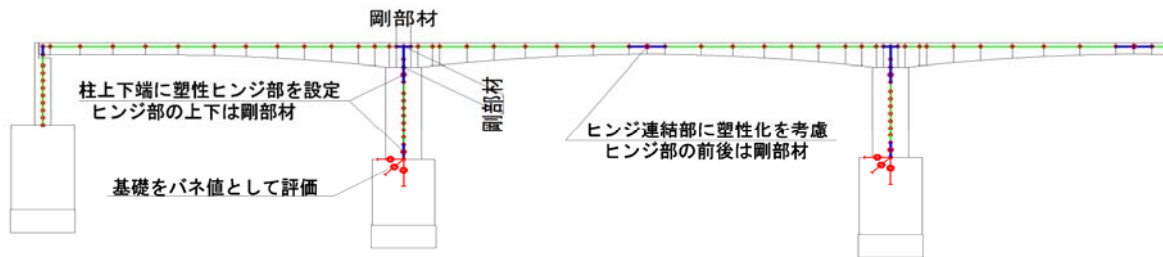 剛部材
剛部材
柱上下端に塑性ヒンジ部を設定
ヒンジ部の上下は剛部材
ヒンジ連結部に塑性化を考慮
ヒンジ部の前後は剛部材
基礎をバネ値として評価